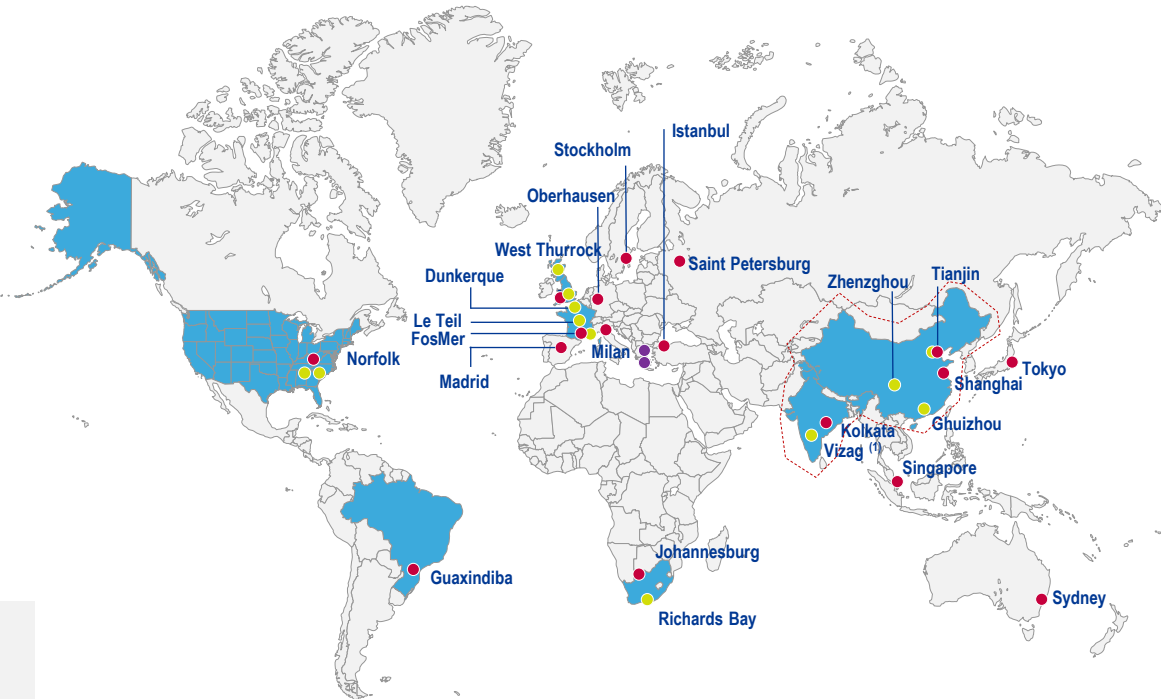 Istanbul
Stockholm
Oberhausen
West Thurrock
Saint Petersburg
Dunkerque
Zhenzghou
Tianjin
Le Teil
FosMer
Norfolk
Milan
Madrid
Tokyo
Shanghai
Ghuizhou
Kolkata
Vizag (1)
Singapore
Johannesburg
Guaxindiba
Sydney
Richards Bay